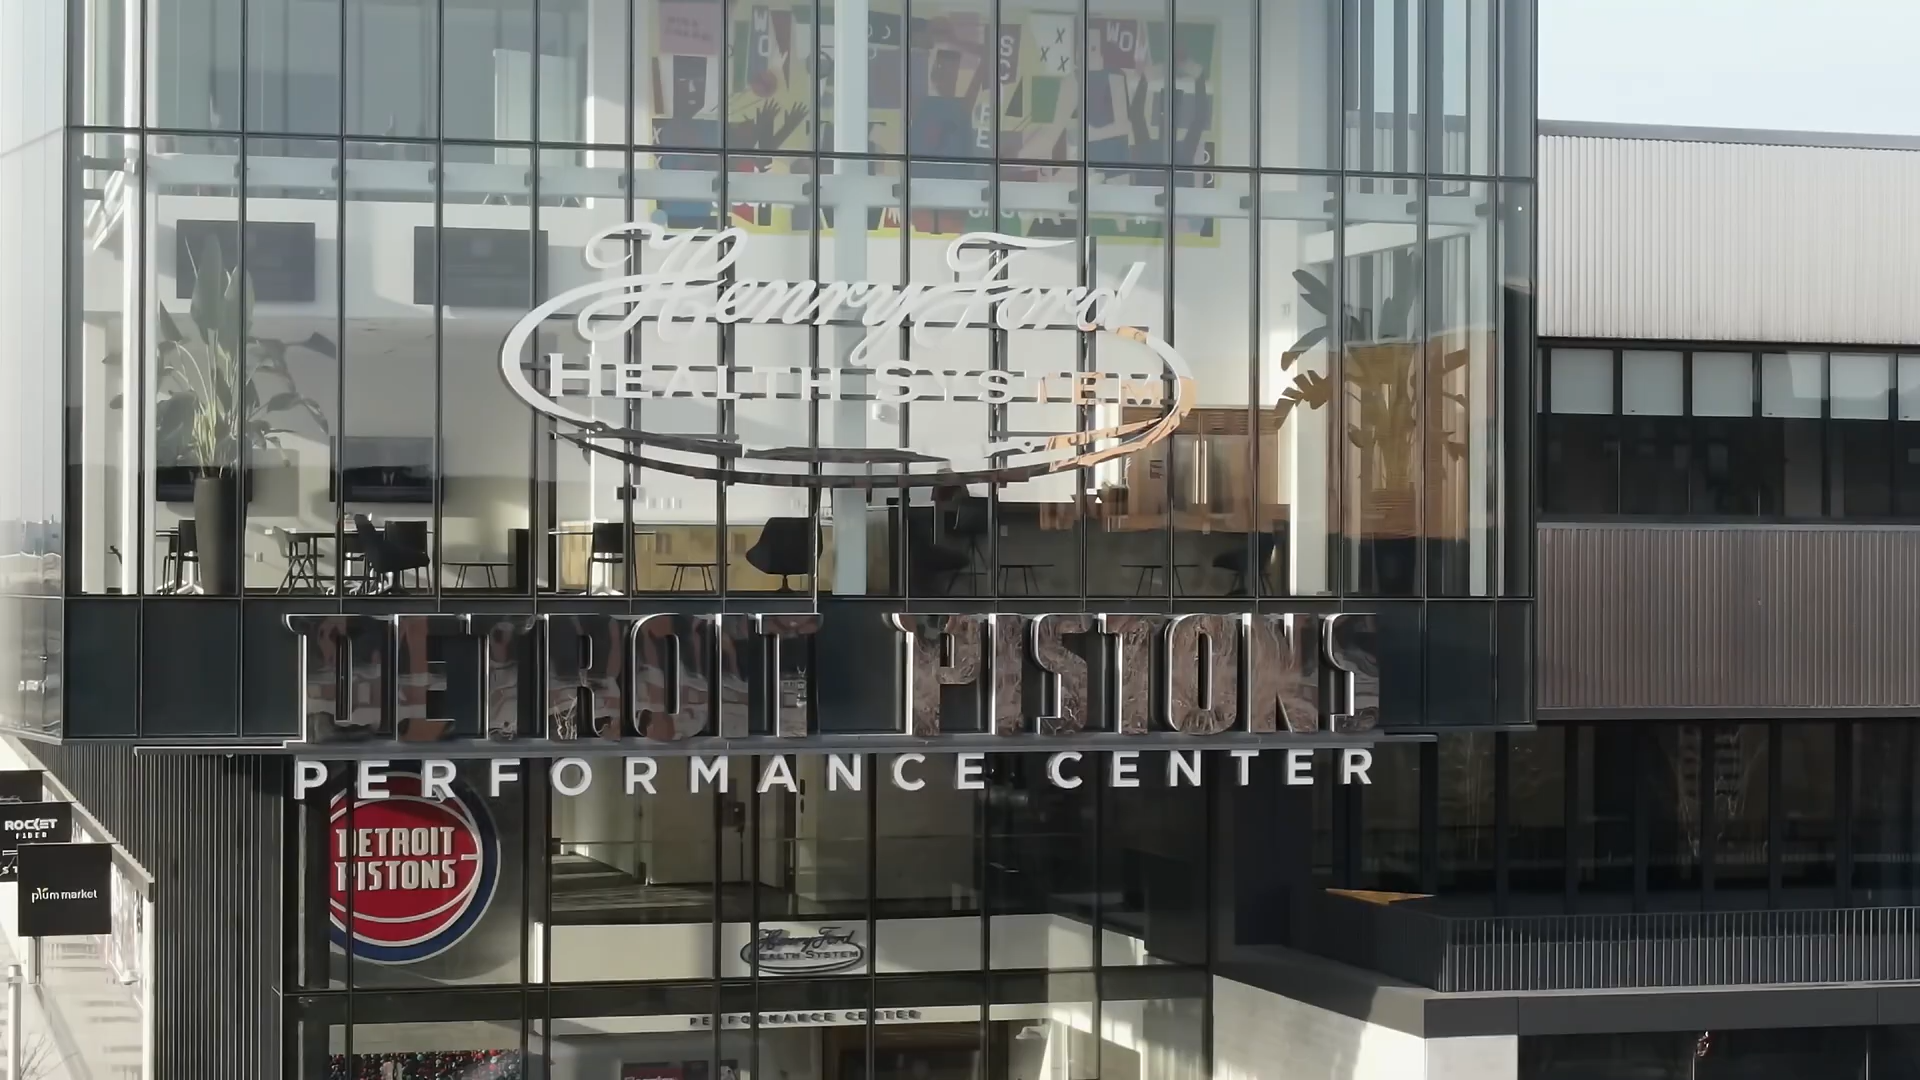 WOW
Henry Ford
HEALTH SYSTEM
DETROIT PISTONS
PERFORMANCE CENTER
DETROIT
PISTONS
ROCKET
FIBER
plum market
Henry Ford
HEALTH SYSTEM
PERFORMANCE CENTER